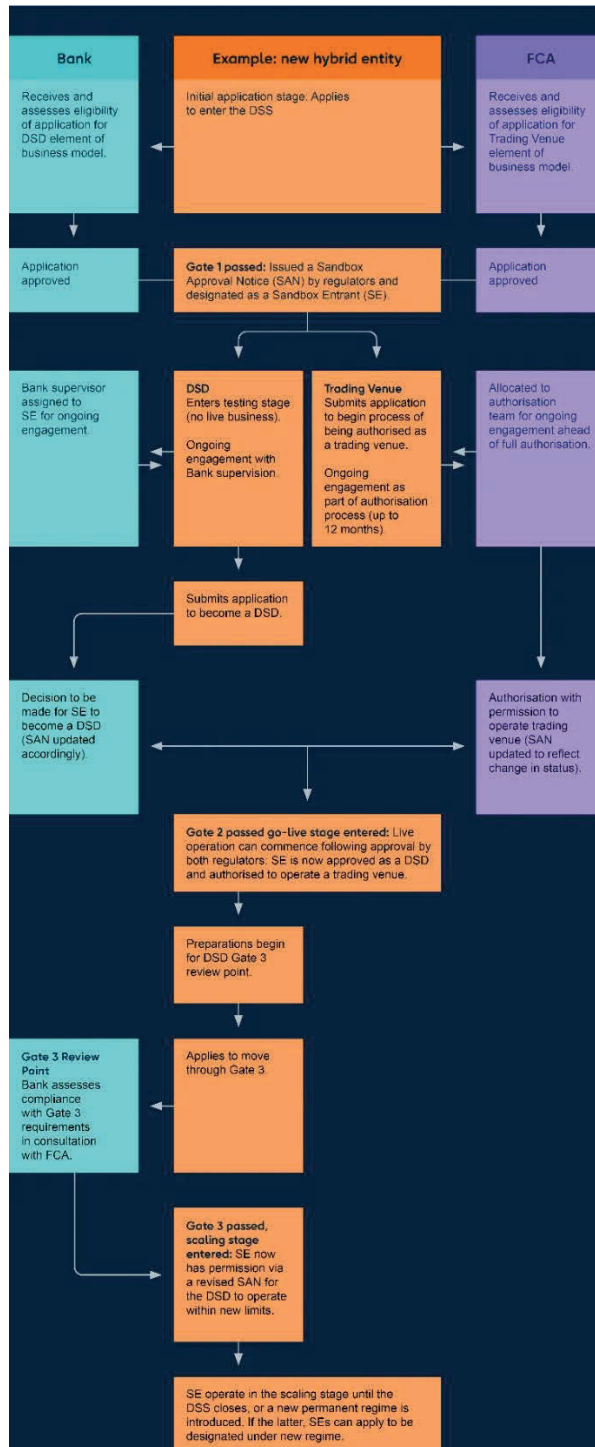 Bank
Example: new hybrid entity
FCA
Receives and
assesses eligibility
of application for
DSD element of
business model.
Initial application stage: Applies
to enter the DSS
Receives and
assesses eligibility
of application for
Trading Venue
element of
business model.
Application
approved
Gate 1 passed: Issued a Sandbox
Approval Notice (SAN) by regulators and
designated as a Sandbox Entrant (SE).
Application
approved
Bank supervisor
assigned to
SE for ongoing
engagement.
DSD
Enters testing stage
(no live business).
Ongoing
engagement with
Bank supervision.
Trading Venue
Submits application
to begin process of
being authorised as
a trading venue.
Ongoing
engagement as
part of authorisation
process (up to
12 months).
Allocated to
authorisation
team for ongoing
engagement ahead
of full authorisation.
Submits application
to become a DSD.
Decision to be
made for SE to
become a DSD
(SAN updated
accordingly).
Authorisation with
permission to
operate trading
venue (SAN
updated to reflect
change in status).
Gate 2 passed go-live stage entered: Live
operation can commence following approval by
both regulators: SE is now approved as a DSD
and authorised to operate a trading venue.
Preparations begin
for DSD Gate 3
review point.
Gate 3 Review
Point
Bank assesses
compliance
with Gate 3
requirements
in consultation
with FCA.
Applies to move
through Gate 3.
Gate 3 passed,
scaling stage
entered: SE now
has permission via
a revised SAN for
the DSD to operate
within new limits.
SE operate in the scaling stage until the
DSS closes, or a new permanent regime is
introduced. If the latter, SEs can apply to be
designated under new regime.